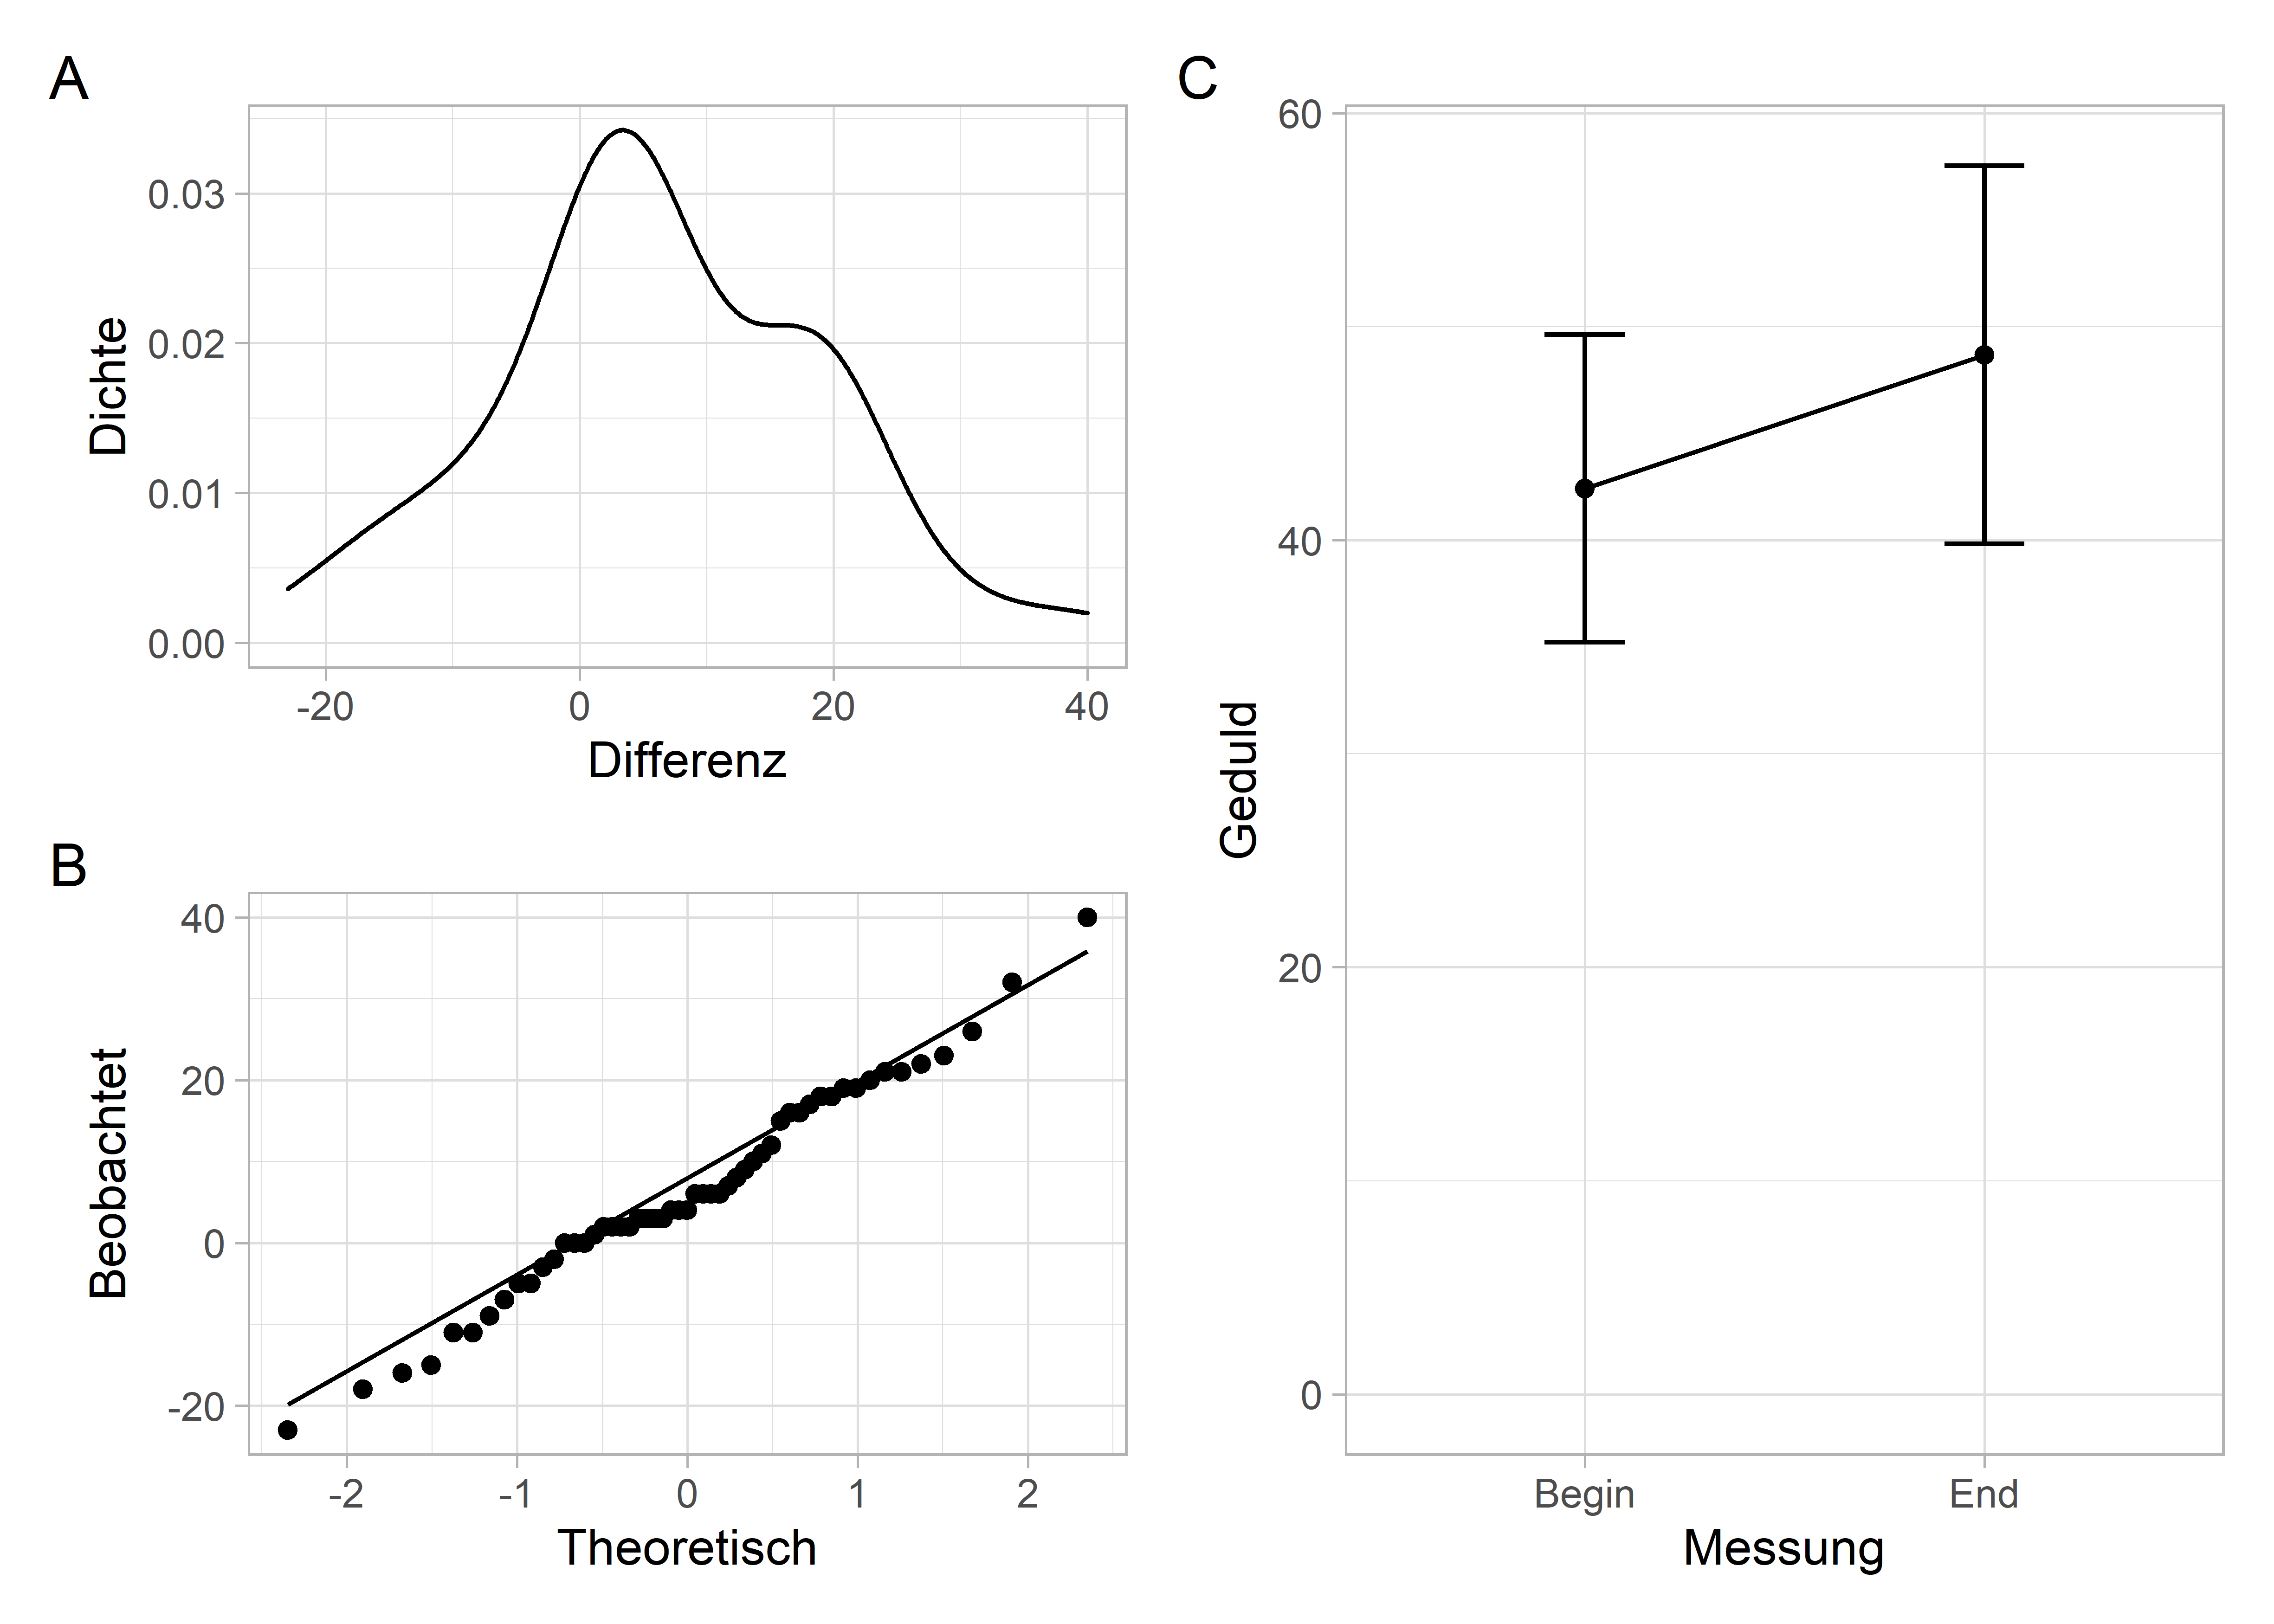 A
Dichte
0.03
0.02
0.01
0.00
-20 0 20 40
Differenz
B
Beobachtet
40
20
0
-20
-2 -1 0 1 2
Theoretisch
C
Geduld
60
40
20
0
Begin End
Messung